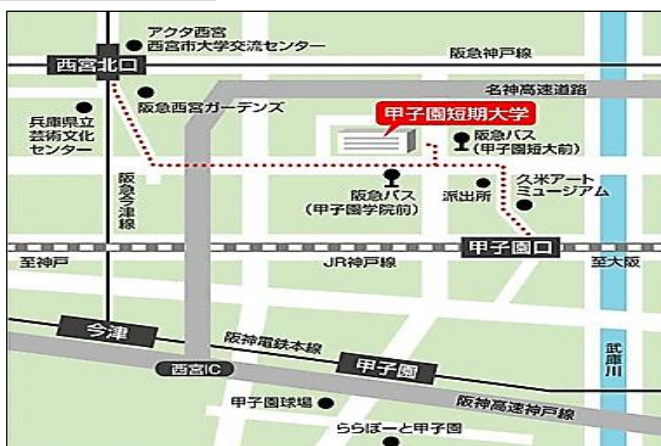 アクタ西宮
西宮市大学交流センター
阪急神戸線
西宮北口
名神高速道路
阪急西宮ガーデンズ
兵庫県立
芸術文化
センター
甲子園短期大学
阪急バス
(甲子園短大前)
阪急今津線
阪急バス
(甲子園学院前)
派出所
久米アート
ミュージアム
甲子園口
至神戸
JR神戸線
至大阪
今津
阪神電鉄本線
甲子園
武庫川
西宮IC
甲子園球場
阪神高速神戸線
ららぽーと甲子園